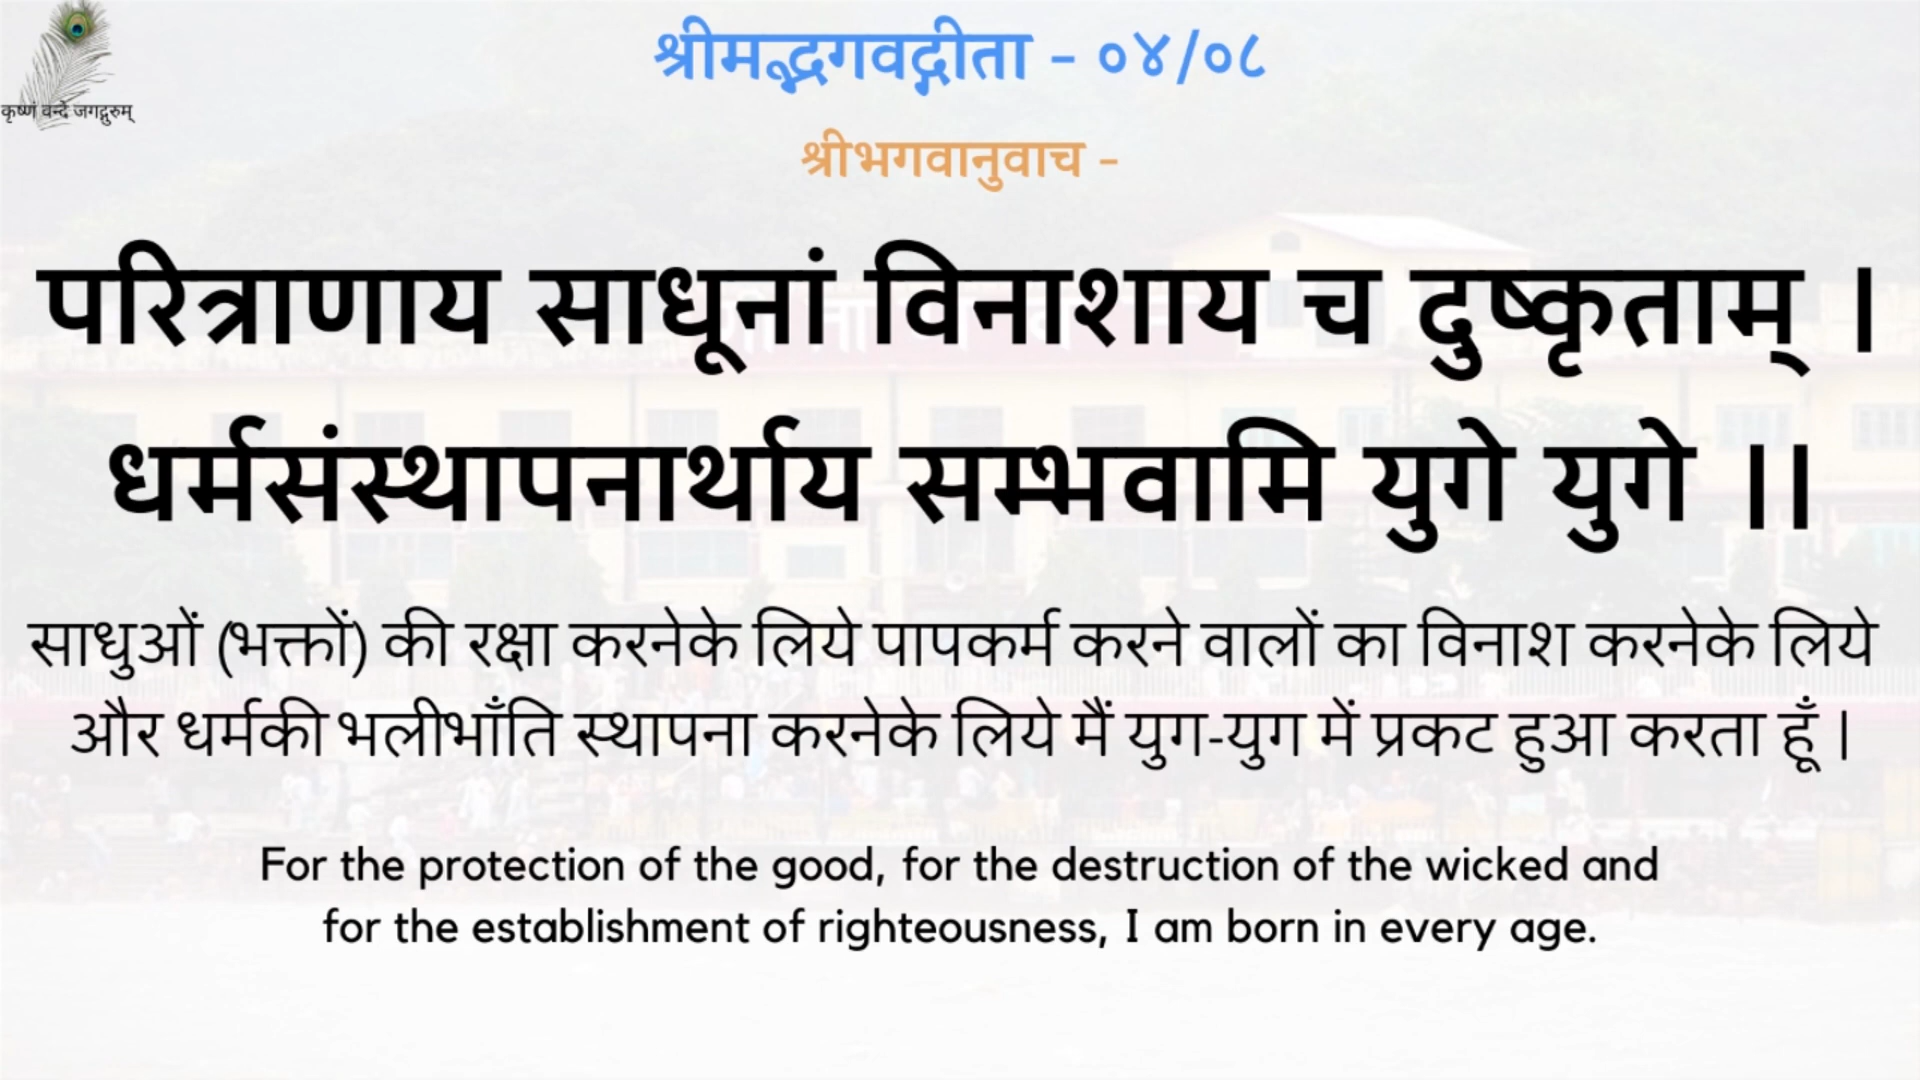 श्रीमद्भगवद्गीता - ०४/०८
कृष्णं वन्दे जगद्गुरुम्
श्रीभगवानुवाच -
परित्राणाय साधूनां विनाशाय च दुष्कृताम् ।
धर्मसंस्थापनार्थाय सम्भवामि युगे युगे ।।
साधुओं (भक्तों) की रक्षा करनेके लिये पापकर्म करने वालों का विनाश करनेके लिये
और धर्मकी भलीभाँति स्थापना करनेके लिये मैं युग-युग में प्रकट हुआ करता हूँ ।
For the protection of the good, for the destruction of the wicked and
for the establishment of righteousness, I am born in every age.